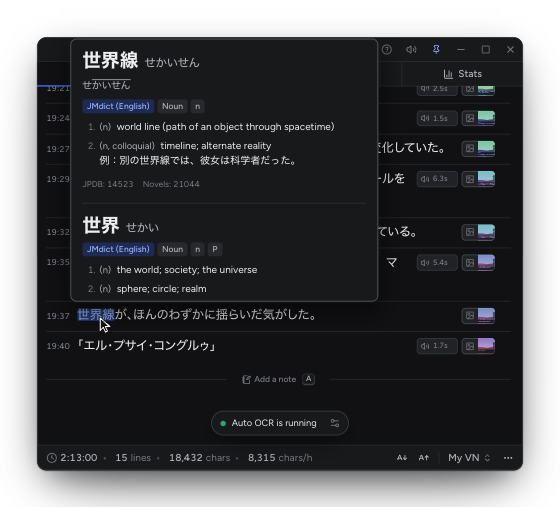 世界線 せかいせん
せかいせん
JMdict (English) Noun n
1. (n) world line (path of an object through spacetime)
2. (n, colloquial) timeline; alternate reality
例：別の世界線では、彼女は科学者だった。
JPDB: 14523 Novels: 21044
世界 せかい
JMdict (English) Noun n P
1. (n) the world; society; the universe
2. (n) sphere; circle; realm
Stats
19:21 2.5s
19:24 1.5s
19:27 変化していた。
19:29 ールを 6.3s
19:32 ている。
19:35 マ 5.4s
19:37 世界線が、ほんのわずかに揺らいだ気がした。
19:40 「エル・プサイ・コングルゥ」 1.7s
Add a note A
Auto OCR is running
2:13:00 • 15 lines • 18,432 chars • 8,315 chars/h A↓ A↑ My VN